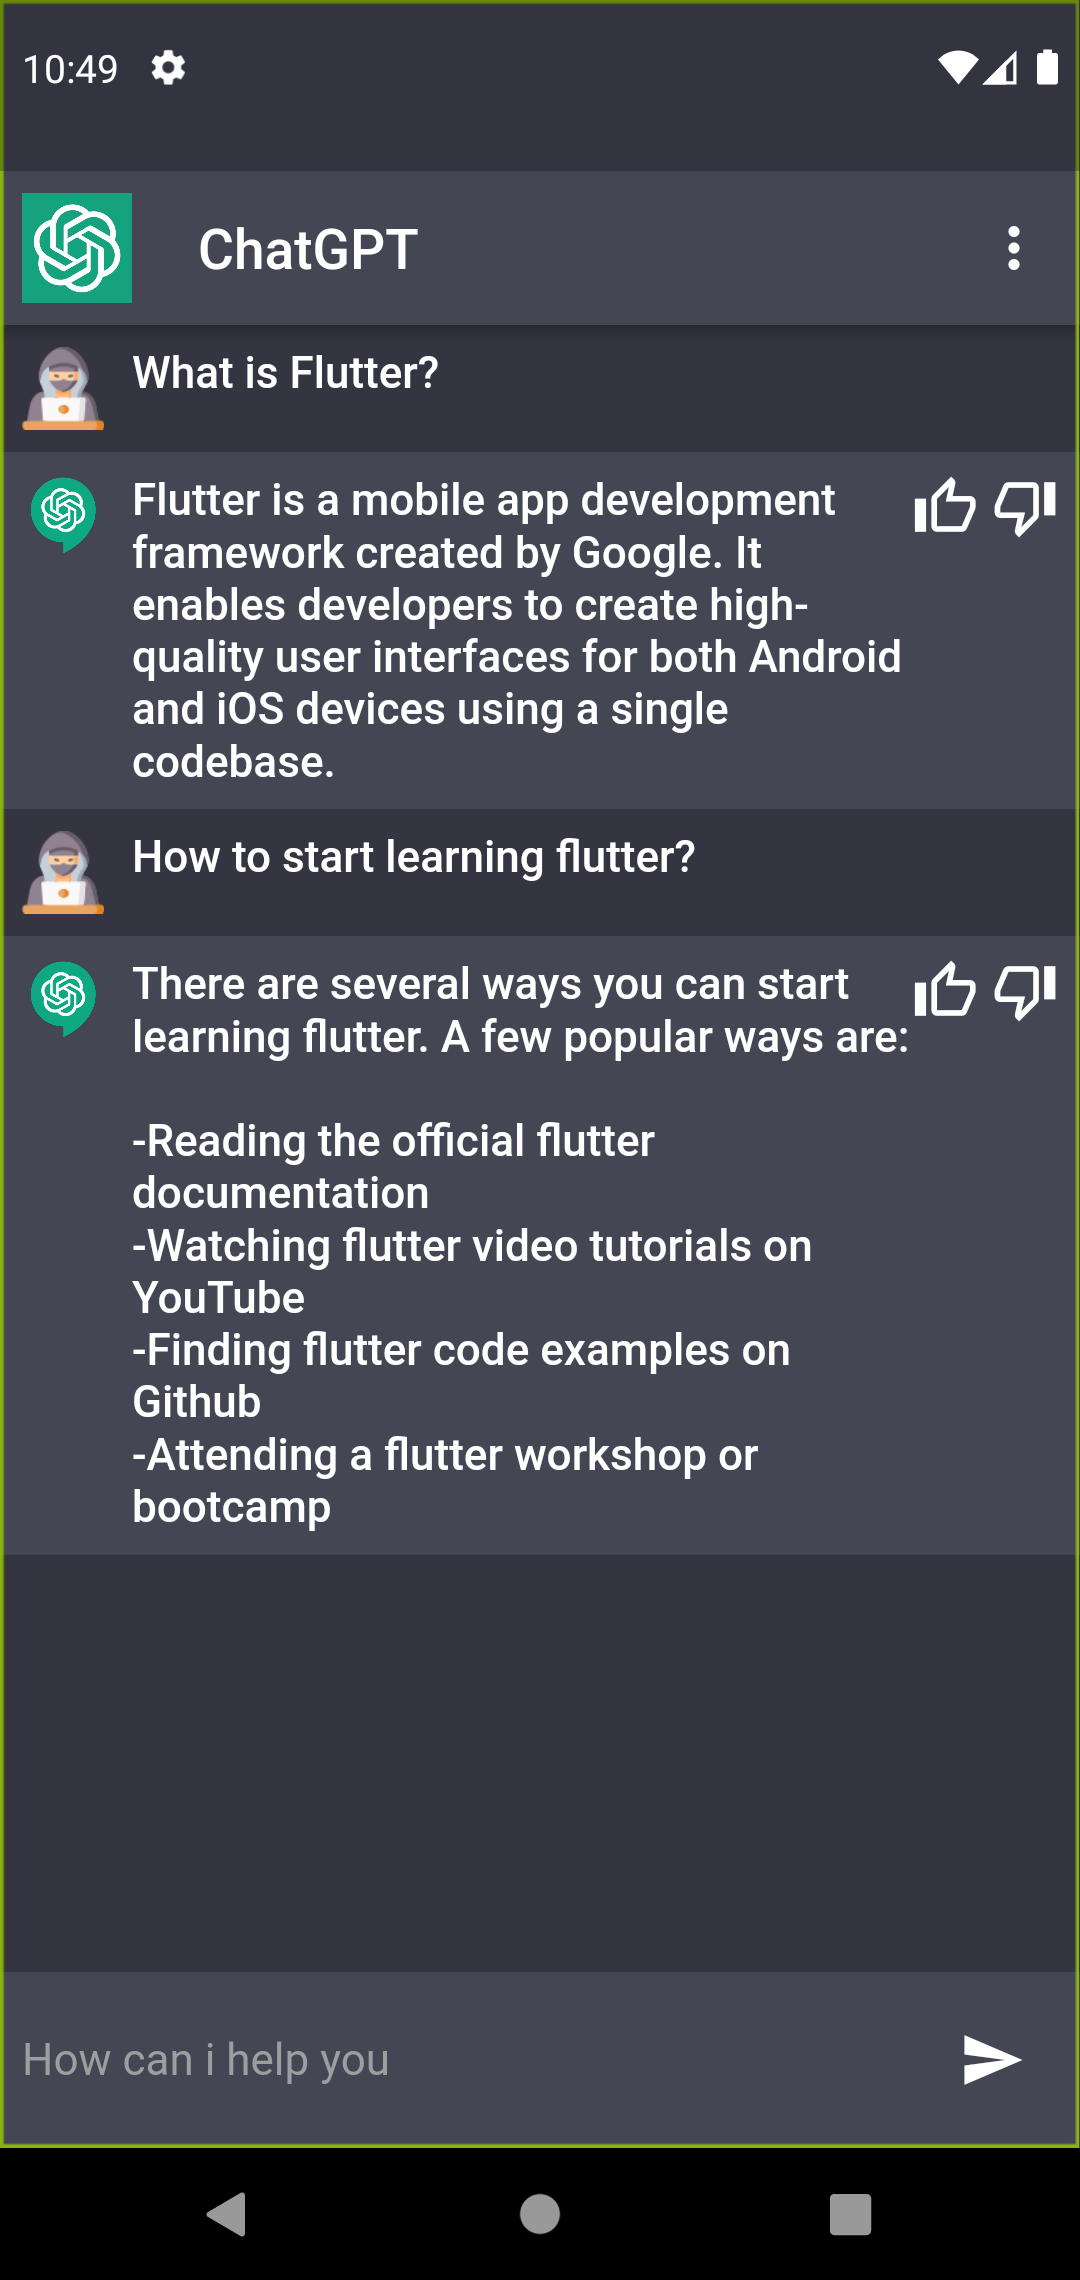 10:49
ChatGPT
What is Flutter?
Flutter is a mobile app development
framework created by Google. It
enables developers to create high-
quality user interfaces for both Android
and iOS devices using a single
codebase.
How to start learning flutter?
There are several ways you can start
learning flutter. A few popular ways are:
-Reading the official flutter
documentation
-Watching flutter video tutorials on
YouTube
-Finding flutter code examples on
Github
-Attending a flutter workshop or
bootcamp
How can i help you